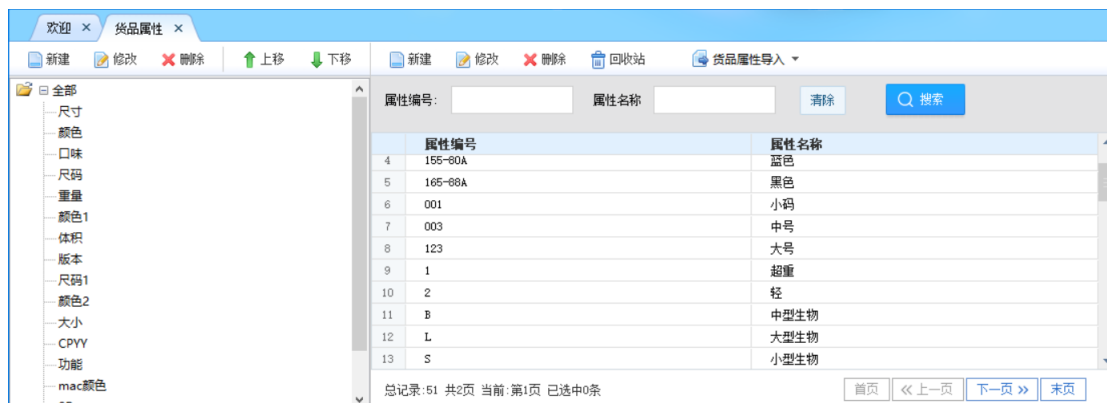 欢迎 × 货品属性 ×
新建 修改 删除 上移 下移 新建 修改 删除 回收站 货品属性导入
全部
尺寸
颜色
口味
尺码
重量
颜色1
体积
版本
尺码1
颜色2
大小
CPYY
功能
mac颜色
属性编号: 属性名称 清除 搜索
属性编号 属性名称
4 155-80A 蓝色
5 165-88A 黑色
6 001 小码
7 003 中号
8 123 大号
9 1 超重
10 2 轻
11 B 中型生物
12 L 大型生物
13 S 小型生物
总记录:51 共2页 当前:第1页 已选中0条 首页 上一页 下一页 末页